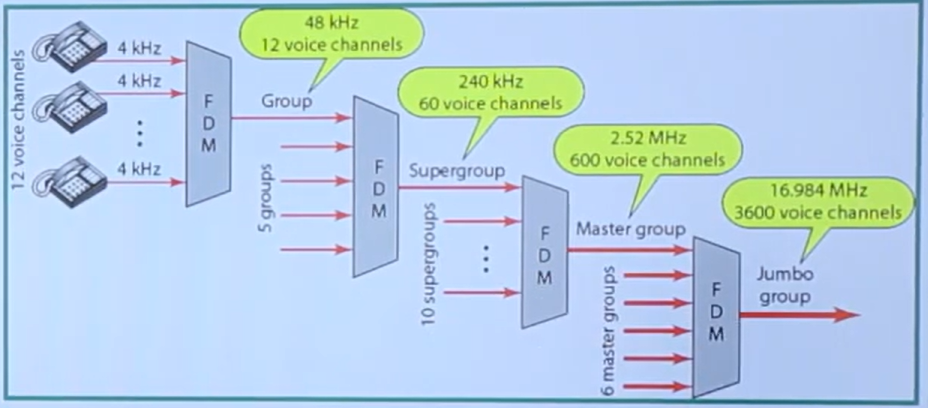 12 voice channels
4 kHz
4 kHz
4 kHz
F
D
M
48 kHz
12 voice channels
Group
5 groups
F
D
M
240 kHz
60 voice channels
Supergroup
10 supergroups
F
D
M
2.52 MHz
600 voice channels
Master group
6 master groups
F
D
M
16.984 MHz
3600 voice channels
Jumbo
group